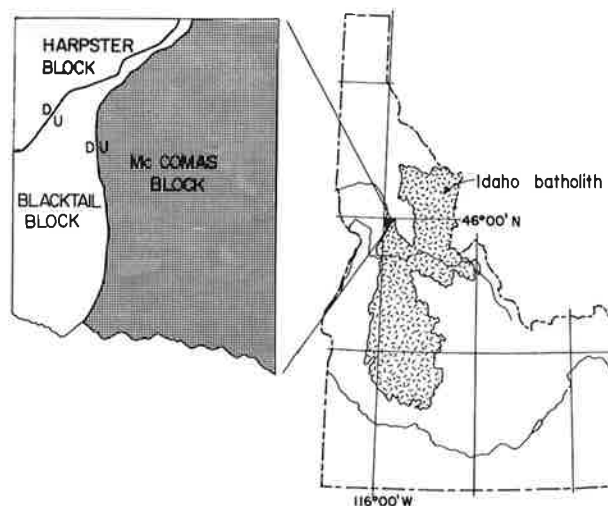 HARPSTER
BLOCK
D
U
D U
Mc COMAS
BLOCK
BLACKTAIL
BLOCK
Idaho batholith
46°00' N
116°00' W